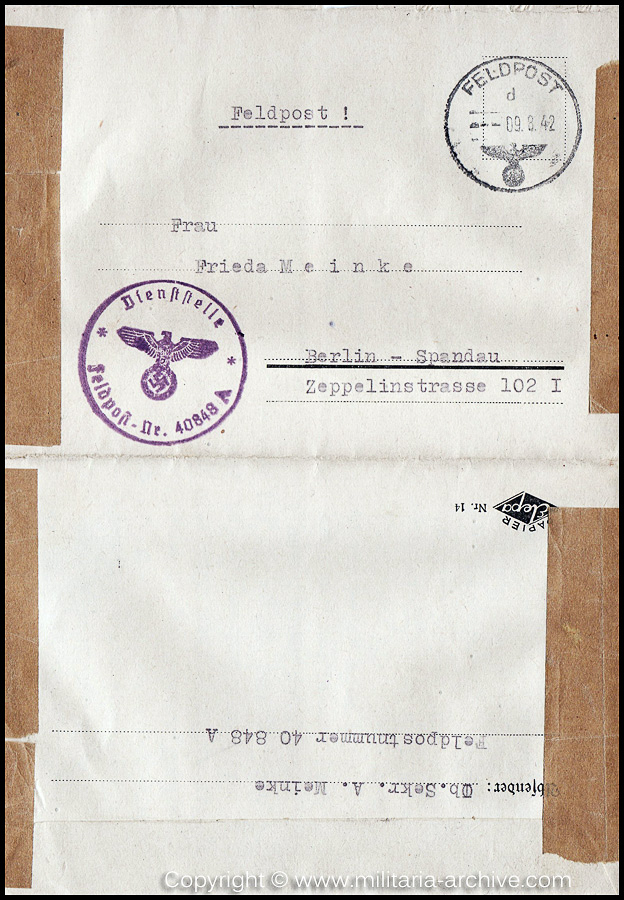 FELDPOST
d
09.8.42
Feldpost !
Frau
Frieda M e i n k e
Dienststelle
* Feldpost-Nr. 40848 A *
Berlin - Spandau
Zeppelinstrasse 102 I
PAPIER
Elepa
Nr. 14
Absender: Ob.Sekr. A. Meinke
Feldpostnummer 40 848 A
Copyright © www.militaria-archive.com